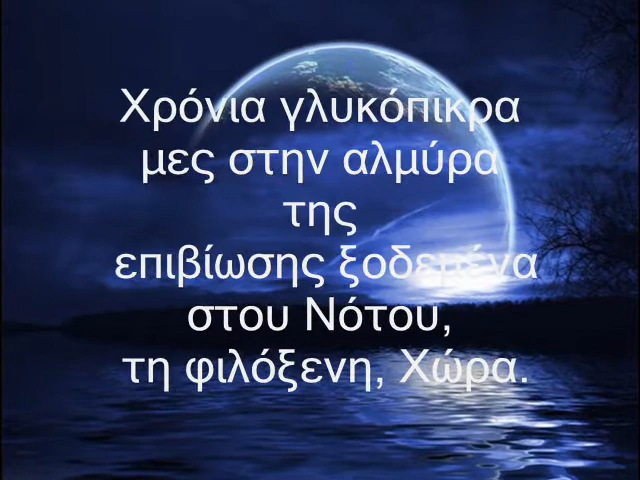 Χρόνια γλυκόπικρα
μες στην αλμύρα
της
επιβίωσης ξοδεμένα
στου Νότου,
τη φιλόξενη, Χώρα.